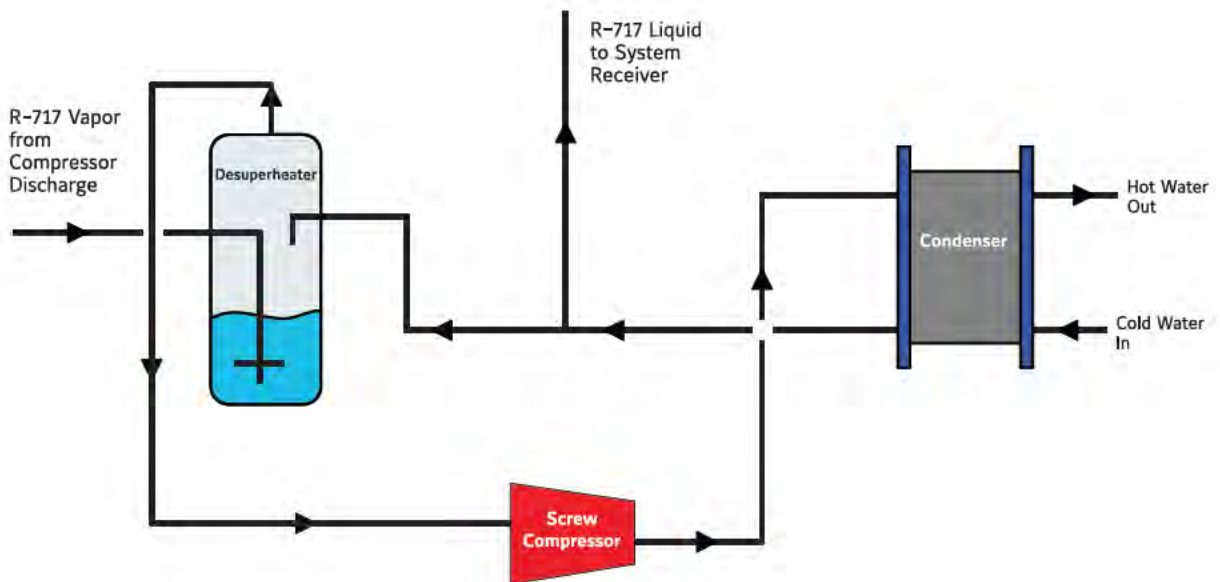 R-717 Liquid
to System
Receiver
R-717 Vapor
from
Compressor
Discharge
Desuperheater
Condenser
Hot Water
Out
Cold Water
In
Screw
Compressor